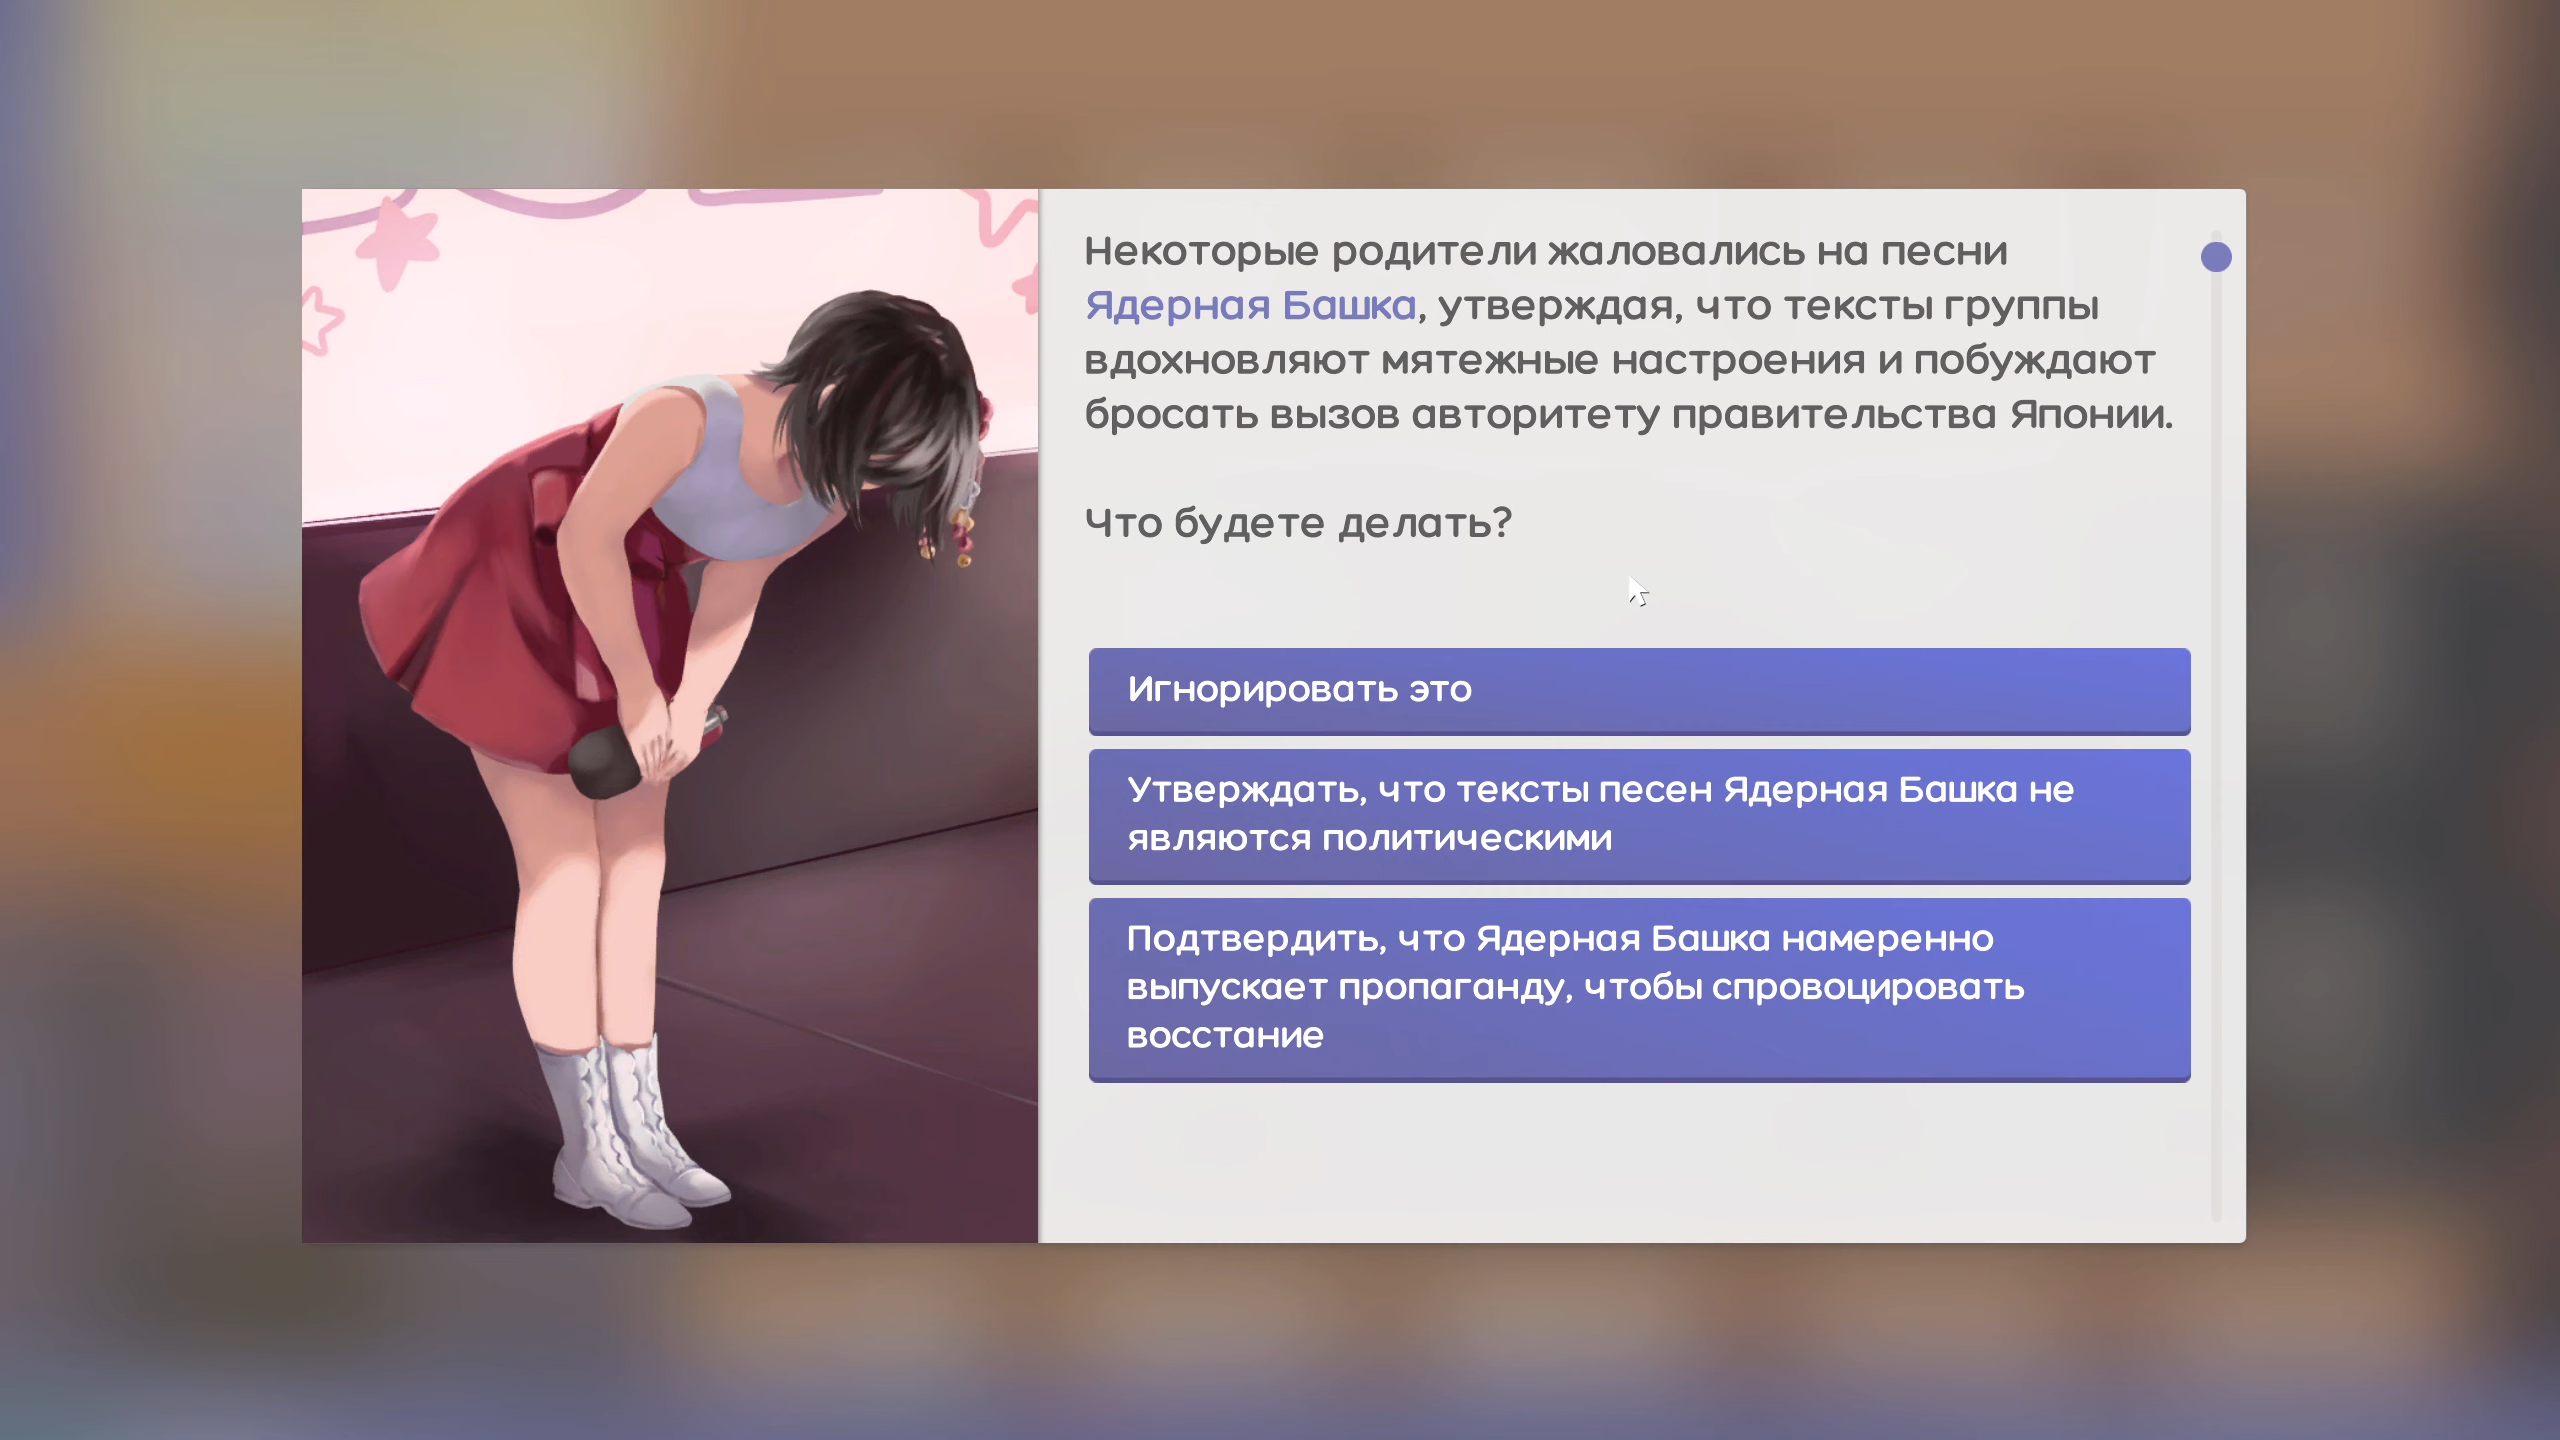 Некоторые родители жаловались на песни
Ядерная Башка, утверждая, что тексты группы
вдохновляют мятежные настроения и побуждают
бросать вызов авторитету правительства Японии.
Что будете делать?
Игнорировать это
Утверждать, что тексты песен Ядерная Башка не
являются политическими
Подтвердить, что Ядерная Башка намеренно
выпускает пропаганду, чтобы спровоцировать
восстание